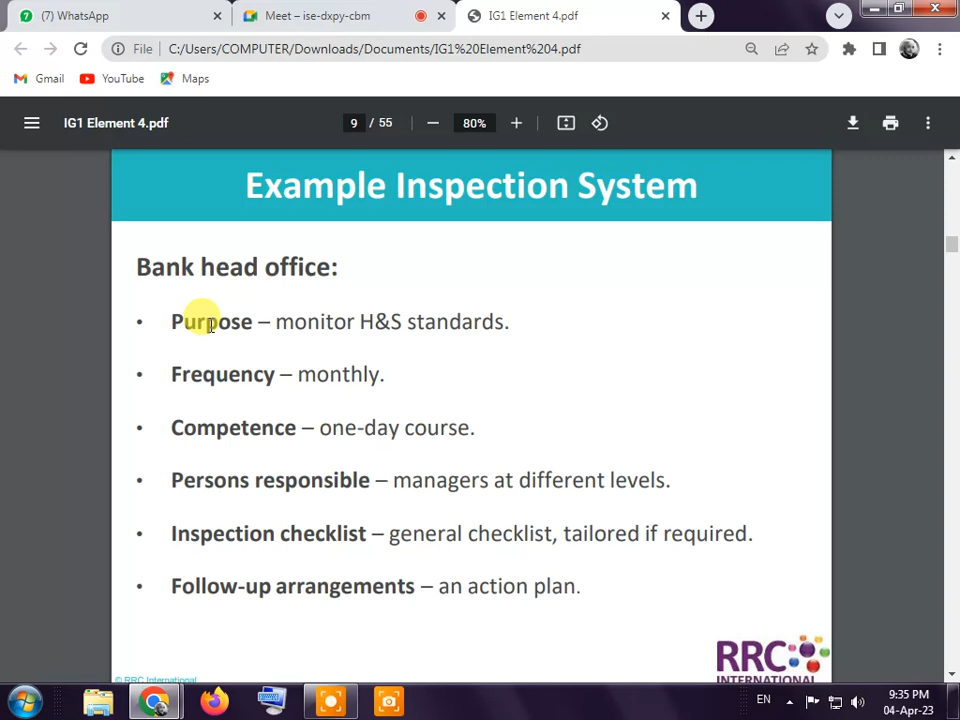 (7) WhatsApp
Meet – ise-dxpy-cbm
IG1 Element 4.pdf
File
C:/Users/COMPUTER/Downloads/Documents/IG1%20Element%204.pdf
Gmail
YouTube
Maps
IG1 Element 4.pdf
9 / 55
80%
Example Inspection System
Bank head office:
• Purpose – monitor H&S standards.
• Frequency – monthly.
• Competence – one-day course.
• Persons responsible – managers at different levels.
• Inspection checklist – general checklist, tailored if required.
• Follow-up arrangements – an action plan.
RRC
INTERNATIONAL
© RRC International
EN
9:35 PM
04-Apr-23